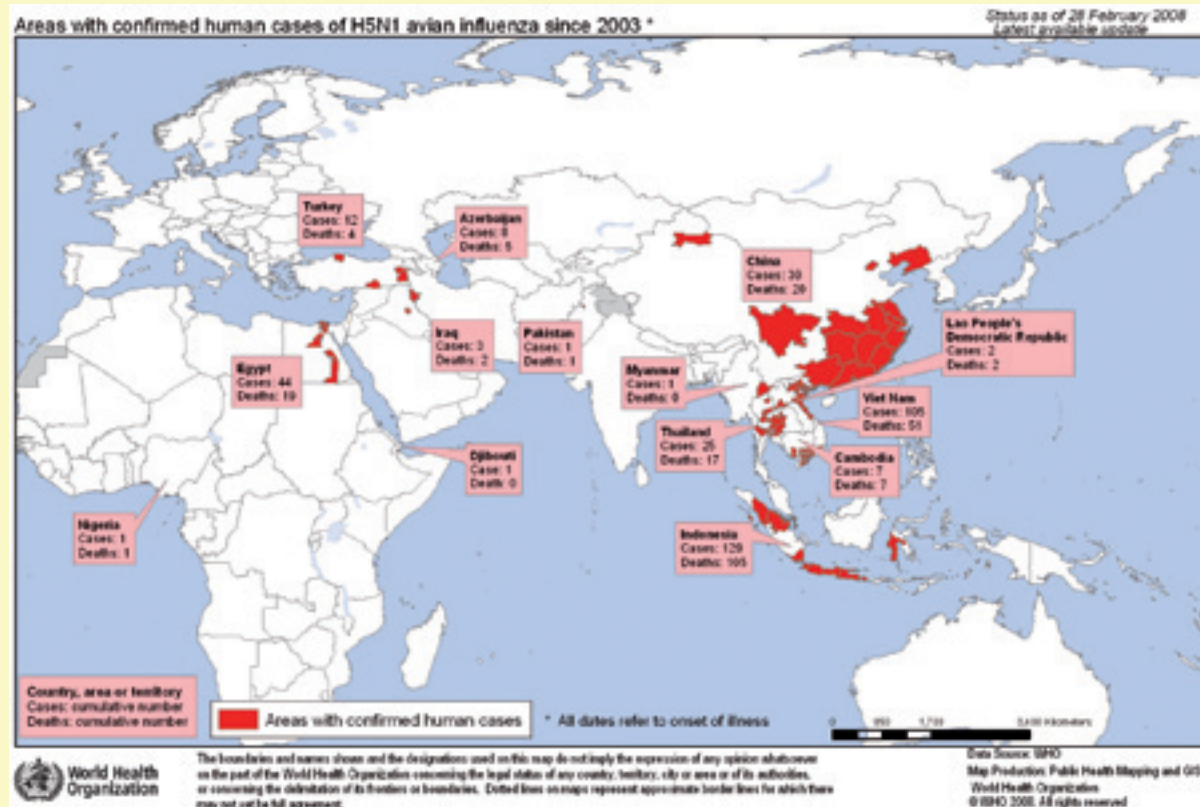 Areas with confirmed human cases of H5N1 avian influenza since 2003 *
Status as of 28 February 2008
Latest available update
Turkey
Cases: 12
Deaths: 4
Azerbaijan
Cases: 8
Deaths: 5
China
Cases: 30
Deaths: 20
Lao People's
Democratic Republic
Cases: 2
Deaths: 2
Iraq
Cases: 3
Deaths: 2
Pakistan
Cases: 1
Deaths: 1
Egypt
Cases: 44
Deaths: 19
Myanmar
Cases: 1
Deaths: 0
Viet Nam
Cases: 105
Deaths: 51
Thailand
Cases: 25
Deaths: 17
Djibouti
Case: 1
Death: 0
Cambodia
Cases: 7
Deaths: 7
Nigeria
Cases: 1
Deaths: 1
Indonesia
Cases: 129
Deaths: 105
Country, area or territory
Cases: cumulative number
Deaths: cumulative number
Areas with confirmed human cases
* All dates refer to onset of illness
0
Kilometers
World Health
Organization
The boundaries and names shown and the designations used on this map do not imply the expression of any opinion whatsoever
on the part of the World Health Organization concerning the legal status of any country, territory, city or area or of its authorities,
or concerning the delimitation of its frontiers or boundaries. Dotted lines on maps represent approximate border lines for which there
may not yet be full agreement.
Data Source: WHO
Map Production: Public Health Mapping and GIS
World Health Organization
© WHO 2008. All rights reserved